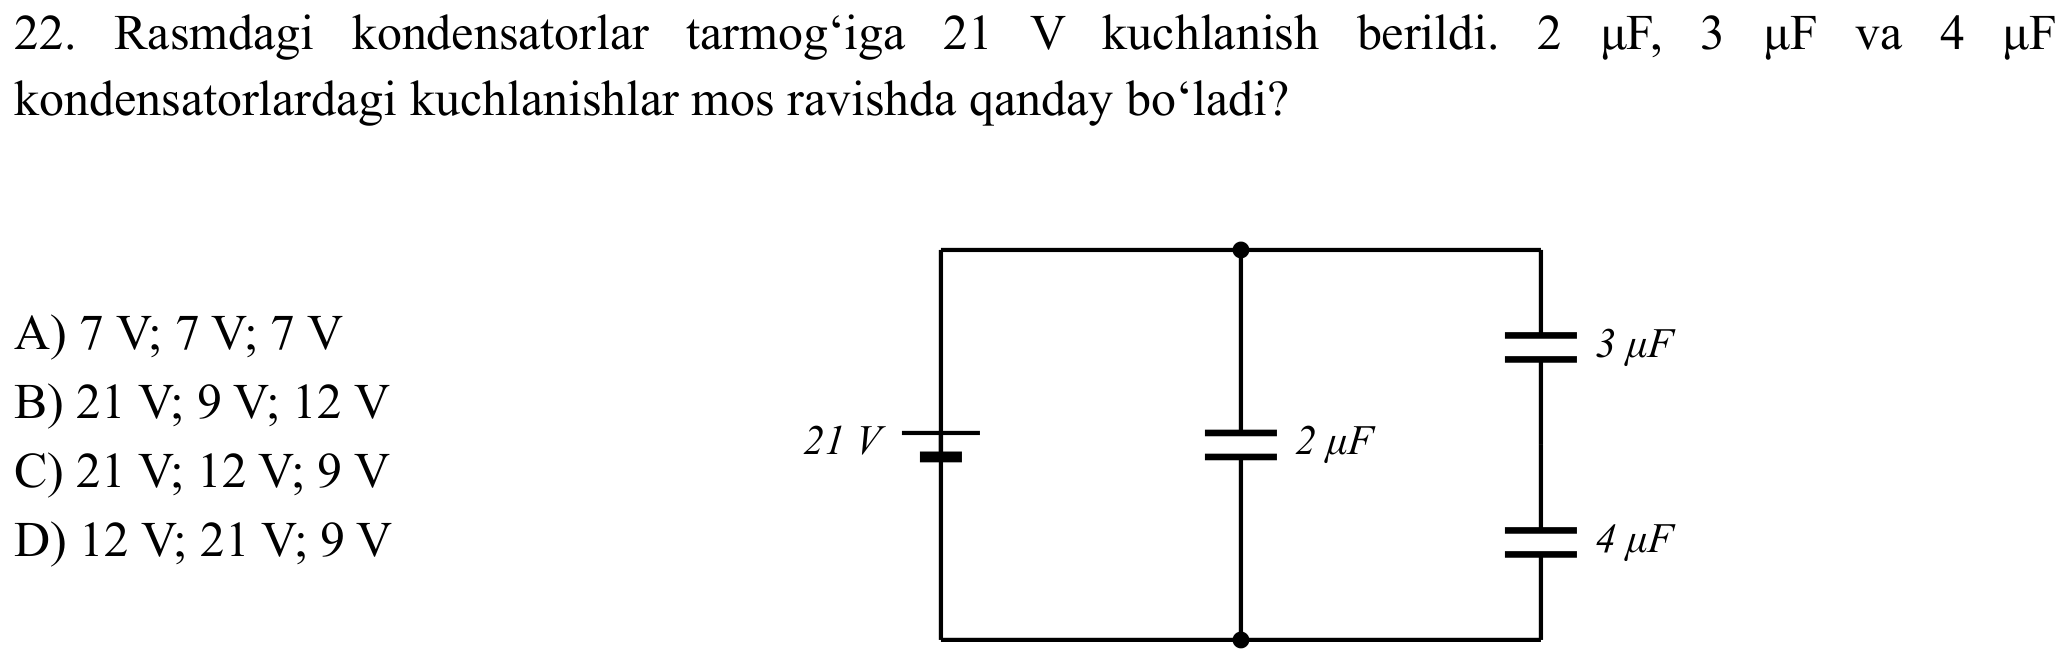 22. Rasmdagi kondensatorlar tarmog‘iga 21 V kuchlanish berildi. 2 μF, 3 μF va 4 μF
kondensatorlardagi kuchlanishlar mos ravishda qanday bo‘ladi?
A) 7 V; 7 V; 7 V
B) 21 V; 9 V; 12 V
C) 21 V; 12 V; 9 V
D) 12 V; 21 V; 9 V
21 V
2 μF
3 μF
4 μF